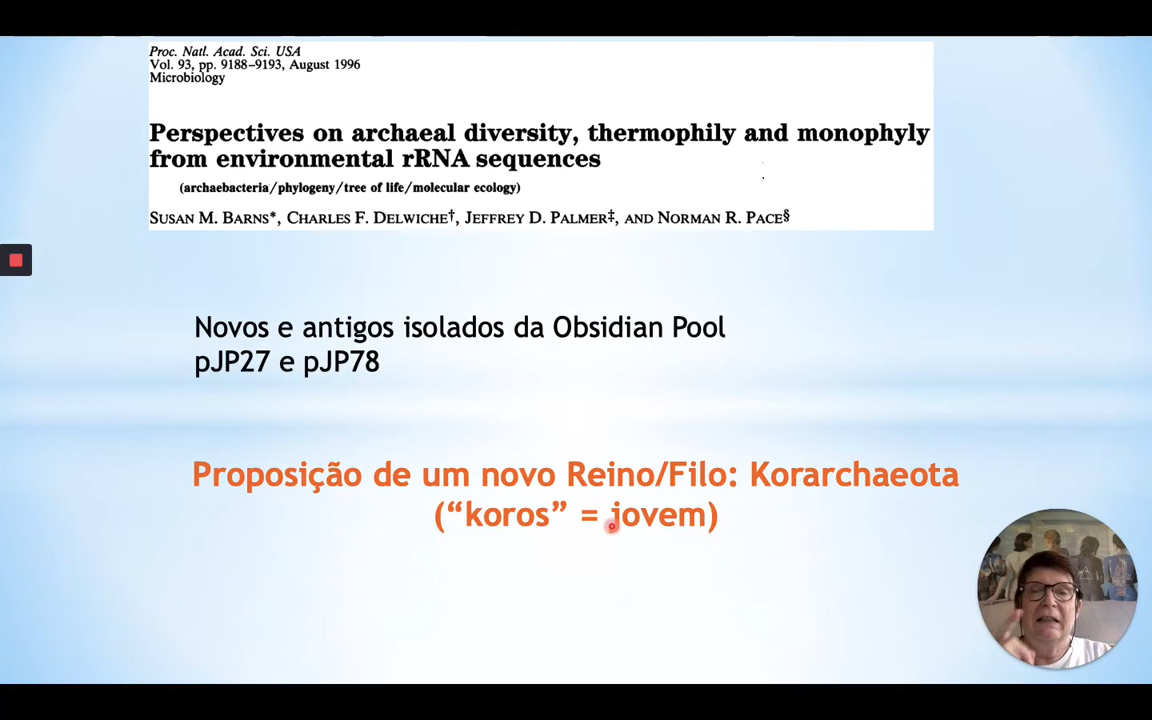 Proc. Natl. Acad. Sci. USA
Vol. 93, pp. 9188–9193, August 1996
Microbiology
Perspectives on archaeal diversity, thermophily and monophyly
from environmental rRNA sequences
(archaebacteria/phylogeny/tree of life/molecular ecology)
SUSAN M. BARNS*, CHARLES F. DELWICHE†, JEFFREY D. PALMER‡, AND NORMAN R. PACE§
Novos e antigos isolados da Obsidian Pool
pJP27 e pJP78
Proposição de um novo Reino/Filo: Korarchaeota
(“koros” = jovem)